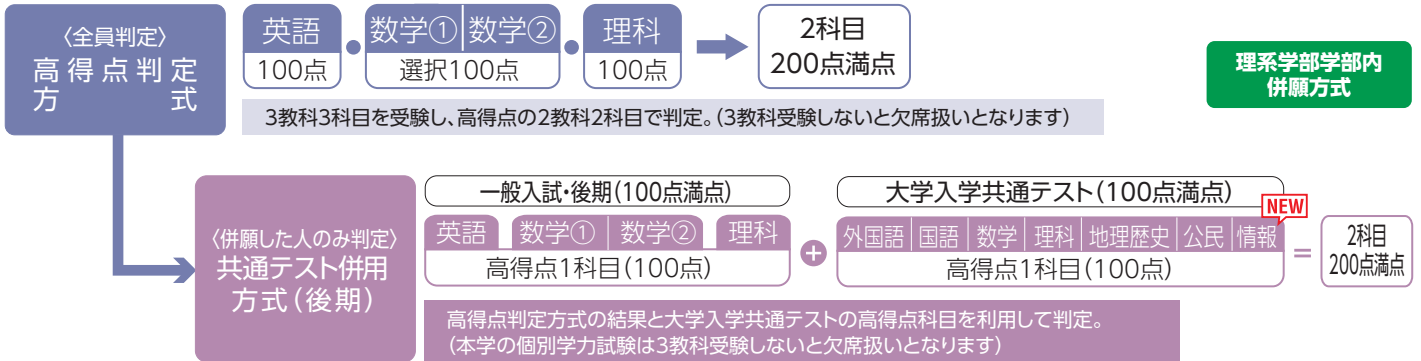 〈全員判定〉
高得点判定
方式
英語
100点
・
数学①
数学②
選択100点
・
理科
100点
2科目
200点満点
理系学部学部内
併願方式
3教科3科目を受験し、高得点の2教科2科目で判定。(3教科受験しないと欠席扱いとなります)
〈併願した人のみ判定〉
共通テスト併用
方式(後期)
一般入試・後期(100点満点)
英語
数学①
数学②
理科
高得点1科目(100点)
+
大学入学共通テスト(100点満点)
NEW
外国語
国語
数学
理科
地理歴史
公民
情報
高得点1科目(100点)
=
2科目
200点満点
高得点判定方式の結果と大学入学共通テストの高得点科目を利用して判定。
(本学の個別学力試験は3教科受験しないと欠席扱いとなります)